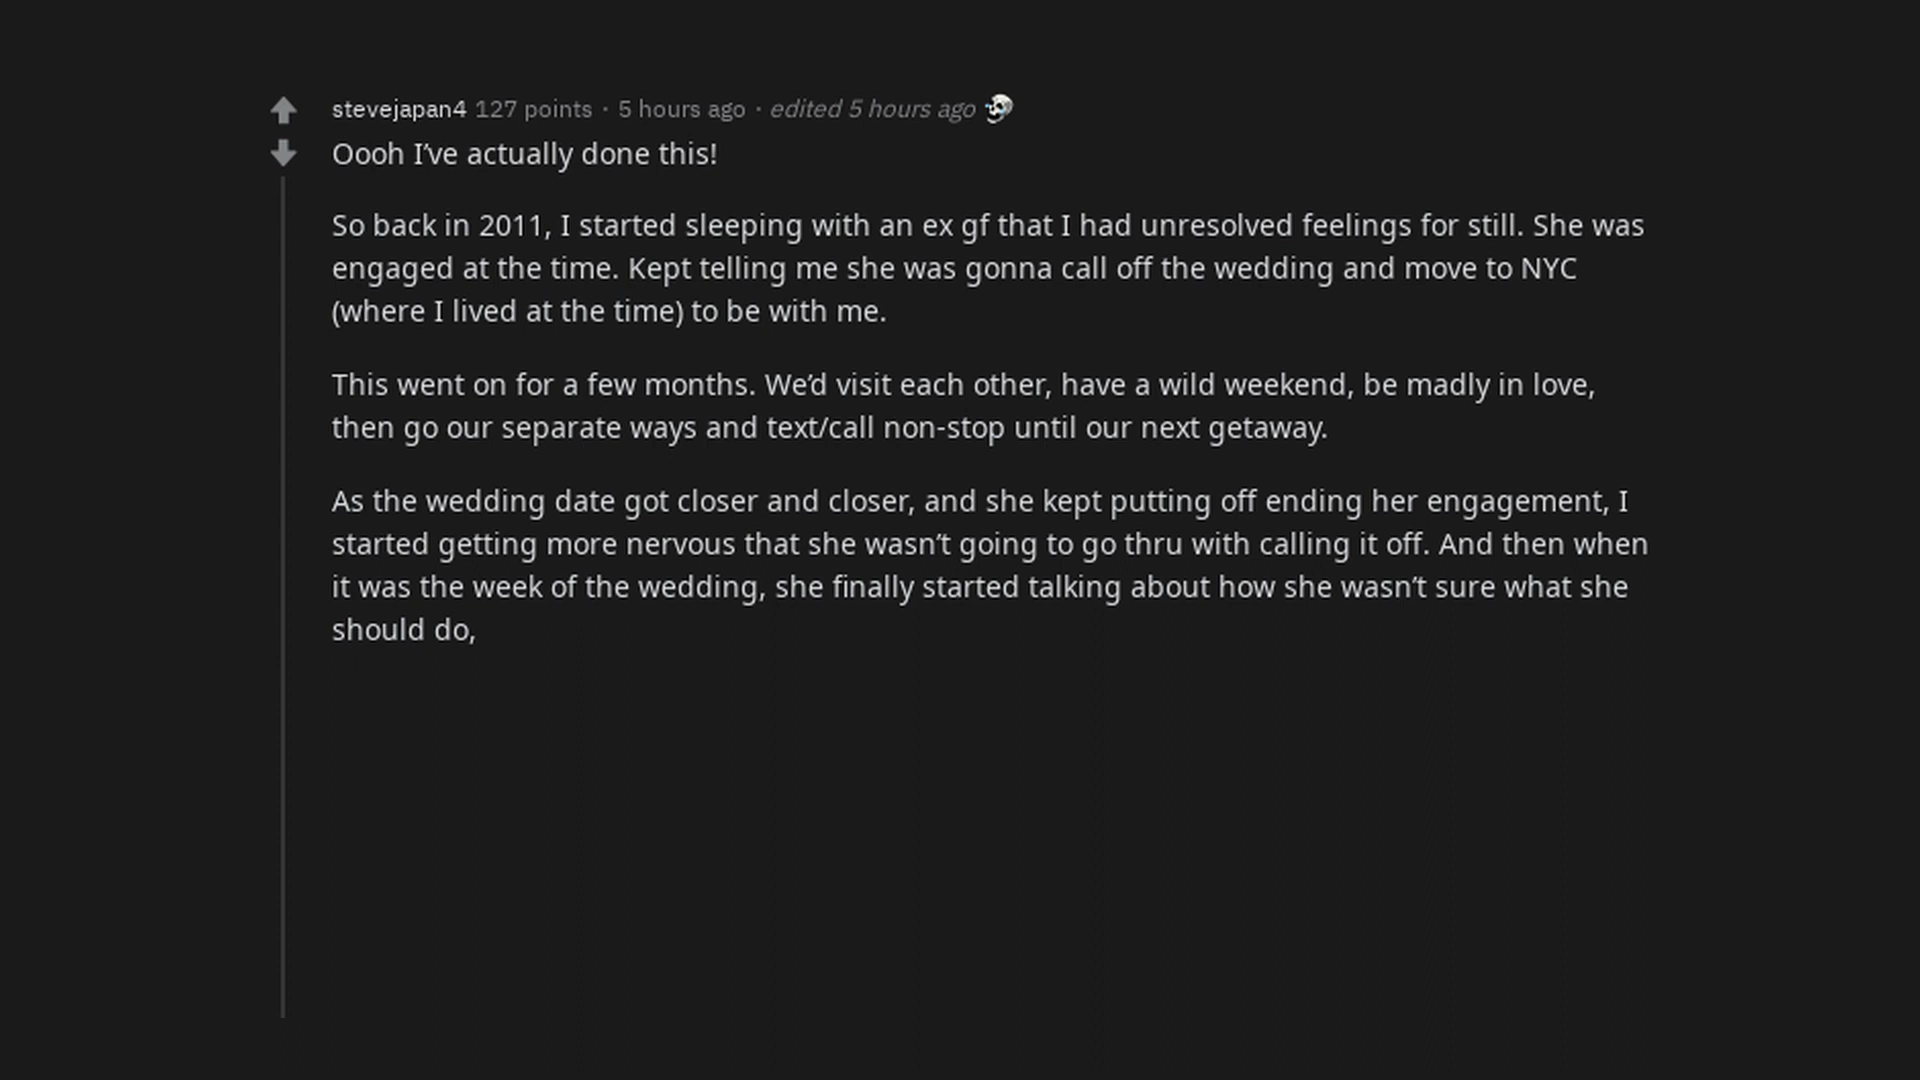 stevejapan4 127 points · 5 hours ago · edited 5 hours ago
Oooh I’ve actually done this!
So back in 2011, I started sleeping with an ex gf that I had unresolved feelings for still. She was
engaged at the time. Kept telling me she was gonna call off the wedding and move to NYC
(where I lived at the time) to be with me.
This went on for a few months. We’d visit each other, have a wild weekend, be madly in love,
then go our separate ways and text/call non-stop until our next getaway.
As the wedding date got closer and closer, and she kept putting off ending her engagement, I
started getting more nervous that she wasn’t going to go thru with calling it off. And then when
it was the week of the wedding, she finally started talking about how she wasn’t sure what she
should do,